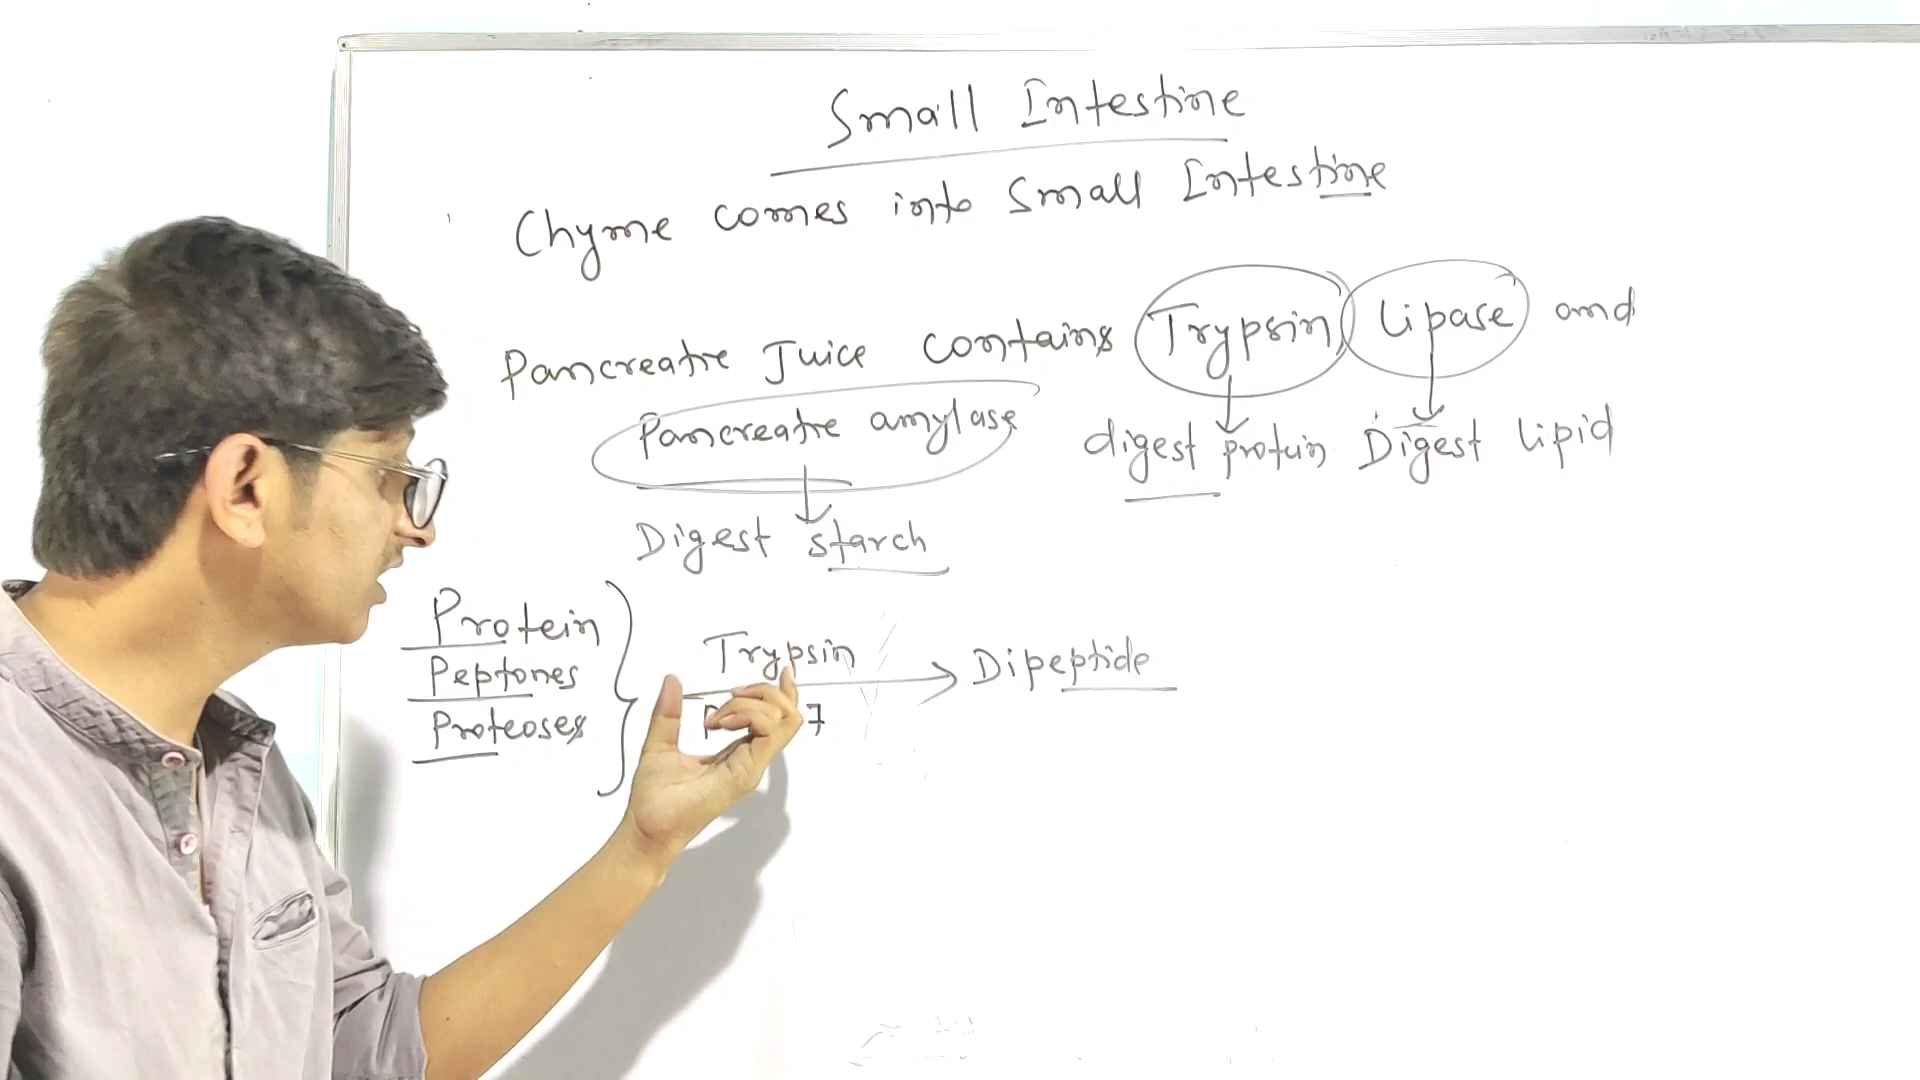 Small Intestine
Chyme comes into Small Intestine
Pancreatic Juice contains Trypsin, Lipase and
Pancreatic amylase
digest protein Digest lipid
Digest starch
Protein
Peptones
Proteoses
Trypsin
7
Dipeptide